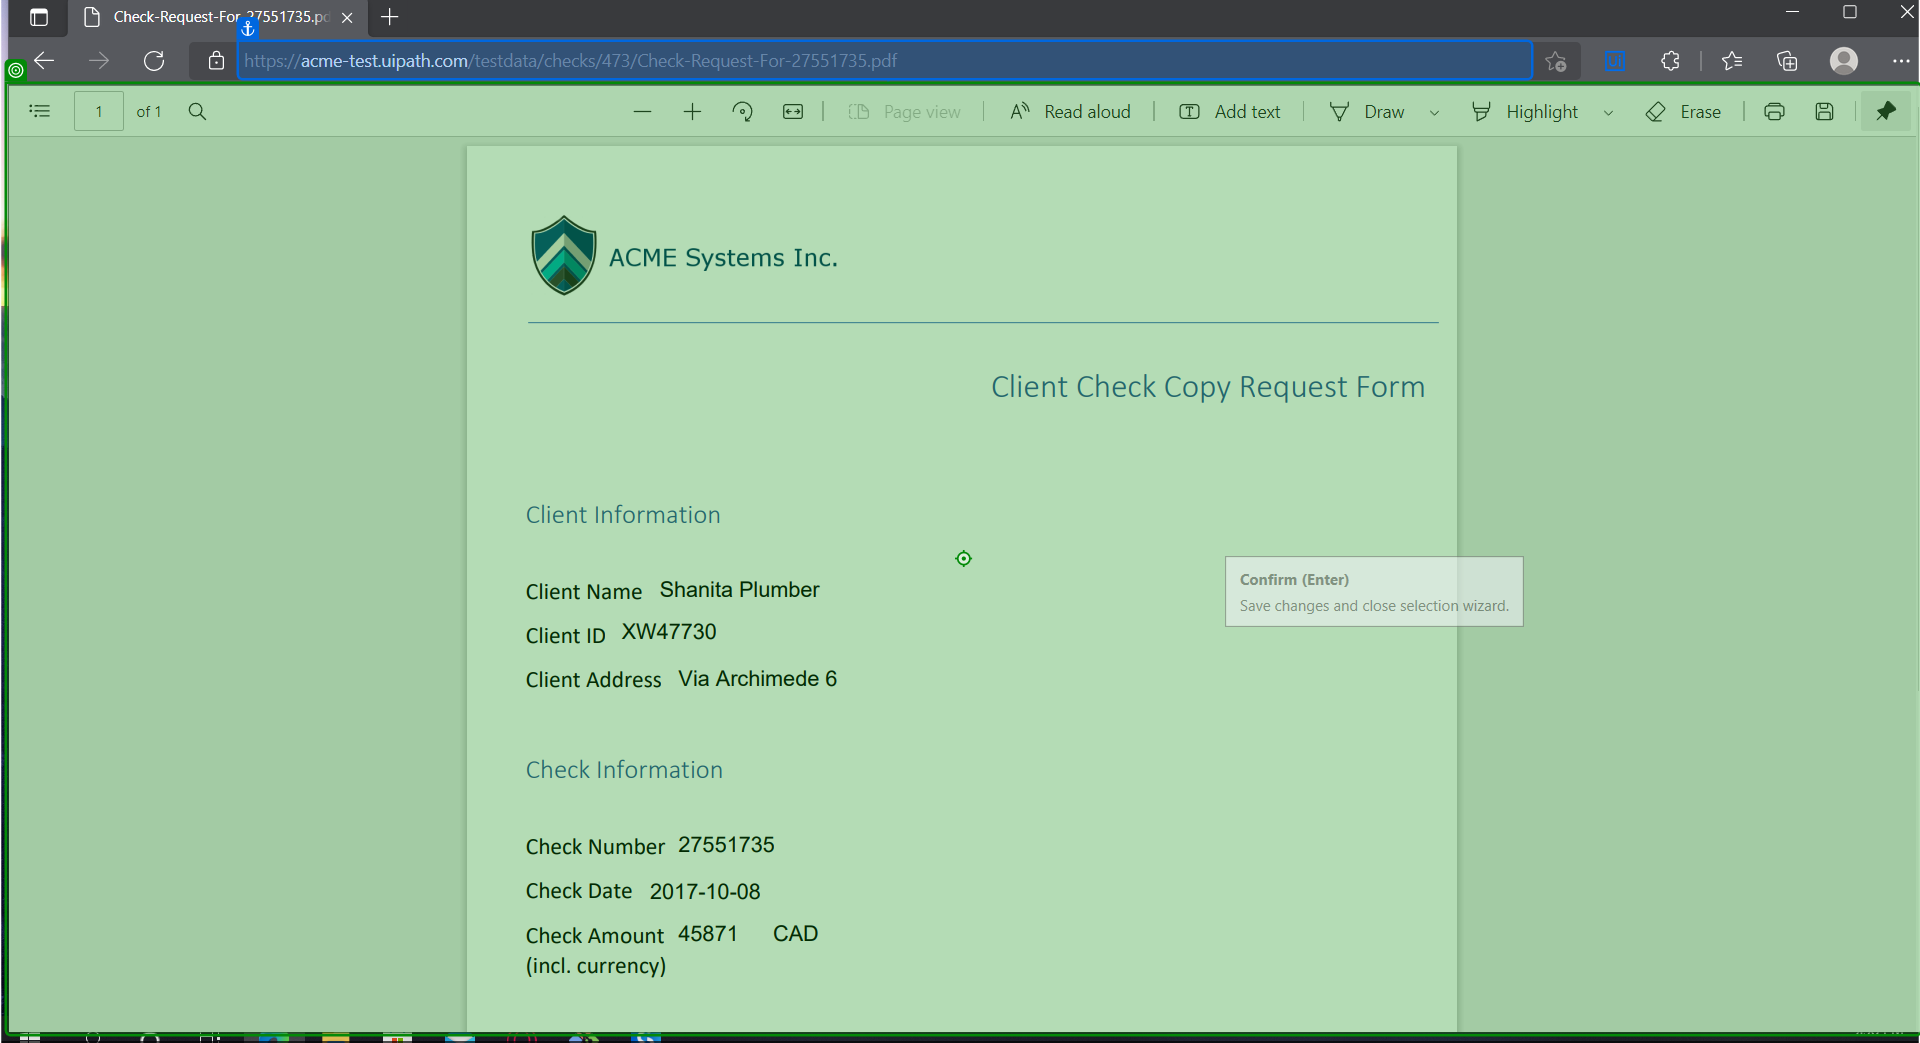 Check-Request-For-27551735.pd
https://acme-test.uipath.com/testdata/checks/473/Check-Request-For-27551735.pdf
1 of 1 Page view Read aloud Add text Draw Highlight Erase
ACME Systems Inc.
Client Check Copy Request Form
Client Information
Client Name Shanita Plumber
Confirm (Enter)
Save changes and close selection wizard.
Client ID XW47730
Client Address Via Archimede 6
Check Information
Check Number 27551735
Check Date 2017-10-08
Check Amount 45871 CAD
(incl. currency)